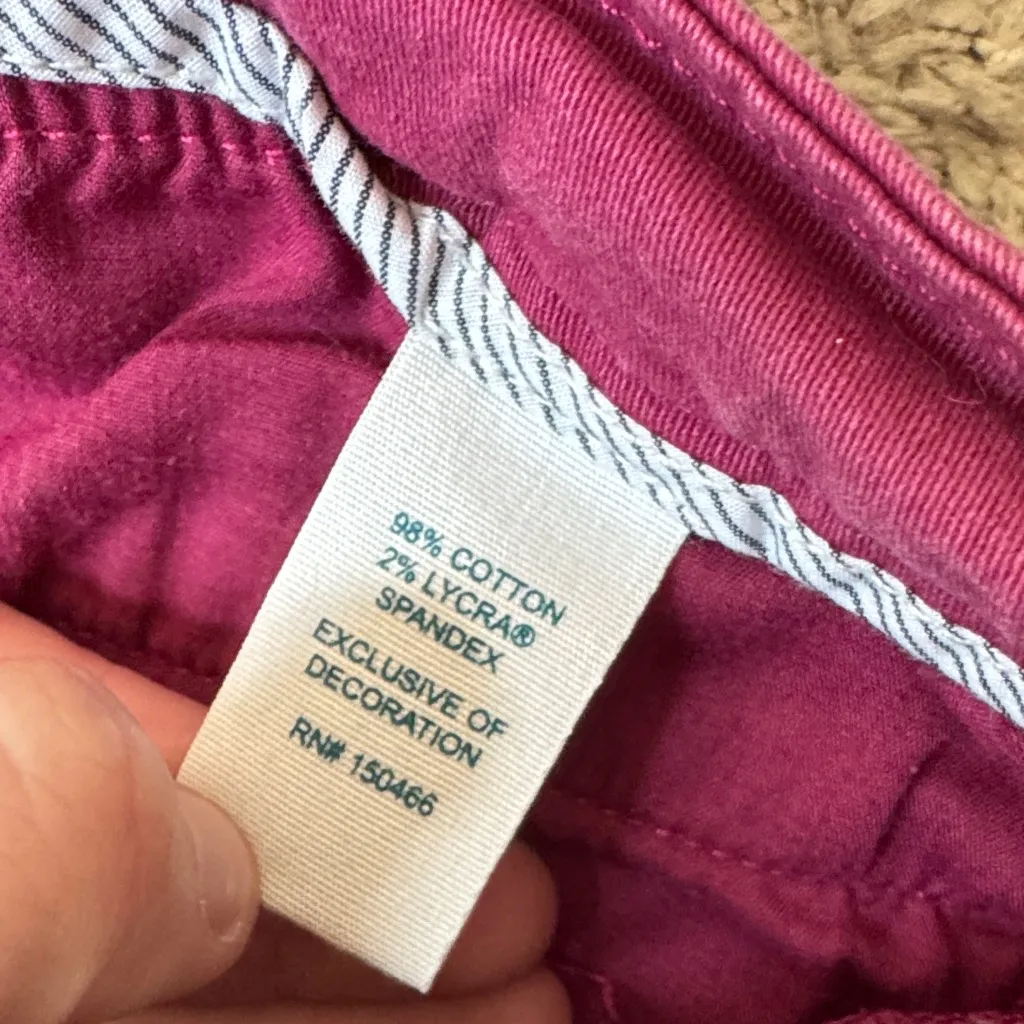 98% COTTON
2% LYCRA®
SPANDEX
EXCLUSIVE OF
DECORATION
RN# 150466